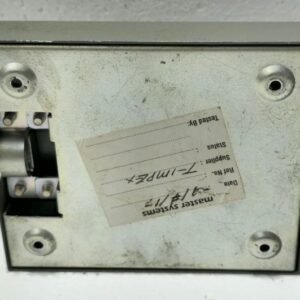 master systems
Date
Ref No.
Supplier : T-IMPEX
Status :
Tested By: